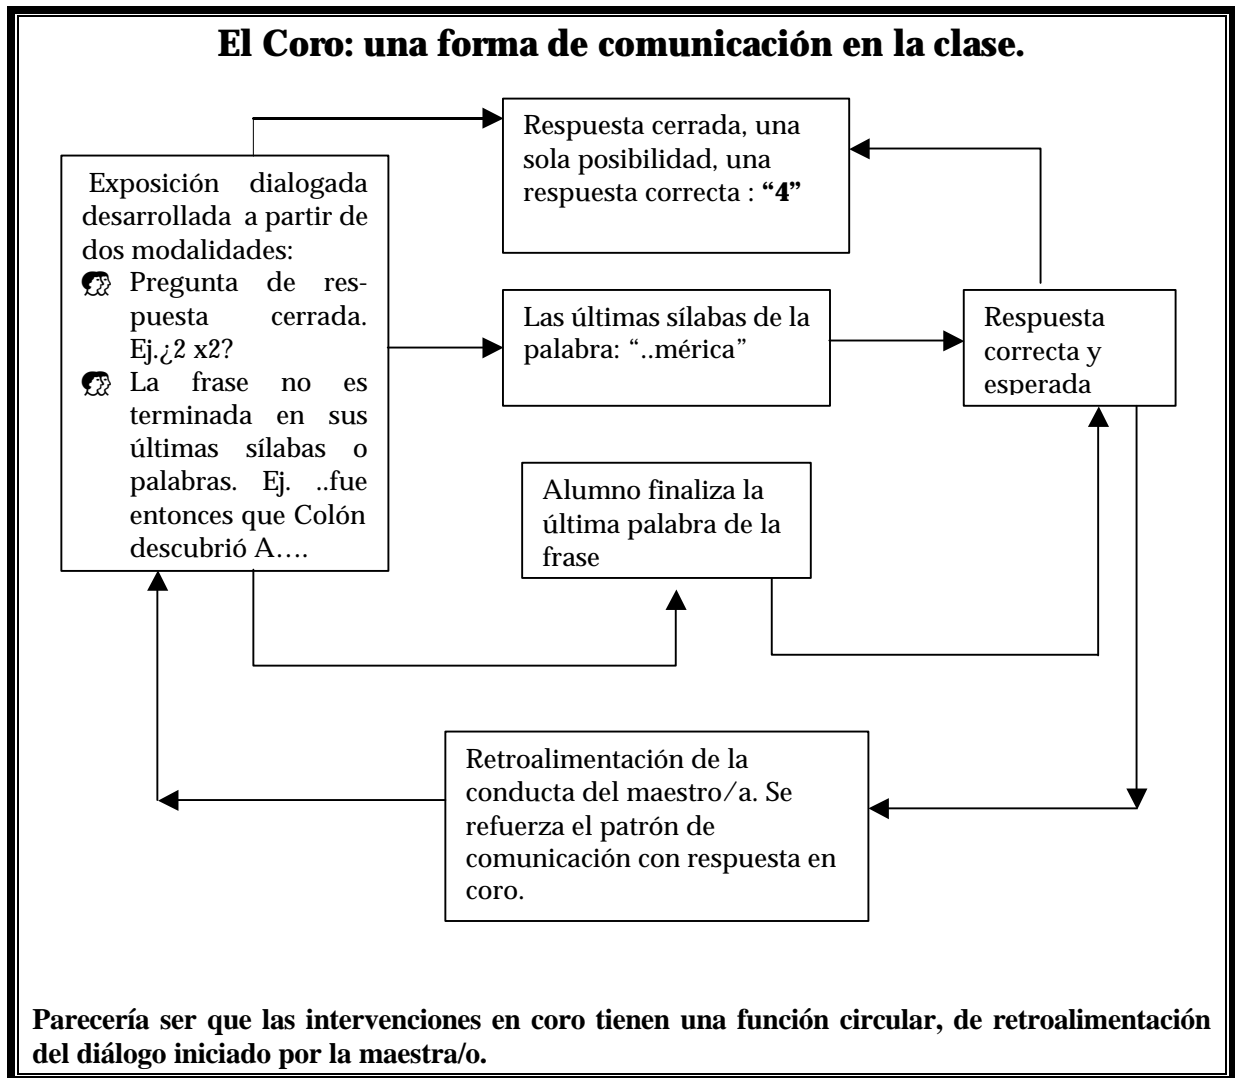 El Coro: una forma de comunicación en la clase.
Respuesta cerrada, una
sola posibilidad, una
respuesta correcta : “4”
Exposición dialogada
desarrollada a partir de
dos modalidades:
Pregunta de res-
puesta cerrada.
Ej.¿2 x2?
La frase no es
terminada en sus
últimas sílabas o
palabras. Ej. ..fue
entonces que Colón
descubrió A….
Las últimas sílabas de la
palabra: “..mérica”
Respuesta
correcta y
esperada
Alumno finaliza la
última palabra de la
frase
Retroalimentación de la
conducta del maestro/a. Se
refuerza el patrón de
comunicación con respuesta en
coro.
Parecería ser que las intervenciones en coro tienen una función circular, de retroalimentación
del diálogo iniciado por la maestra/o.